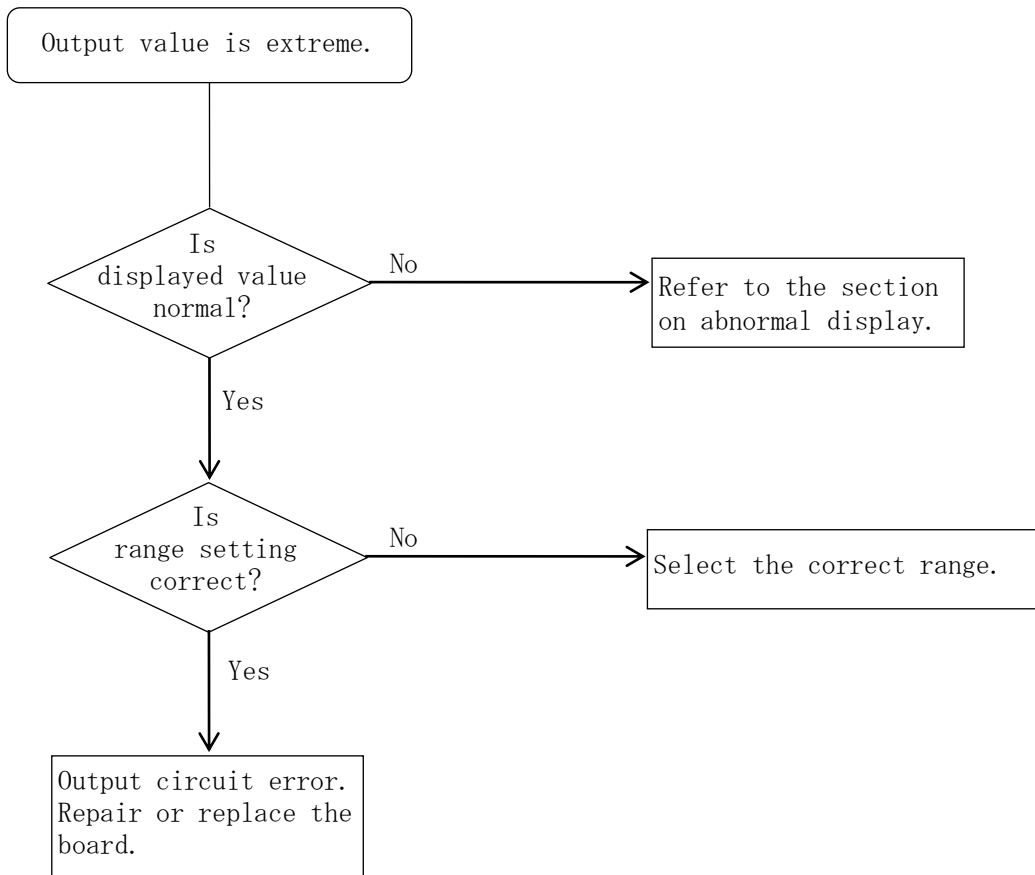 Output value is extreme.
Is
displayed value
normal?
No
Refer to the section
on abnormal display.
Yes
Is
range setting
correct?
No
Select the correct range.
Yes
Output circuit error.
Repair or replace the
board.